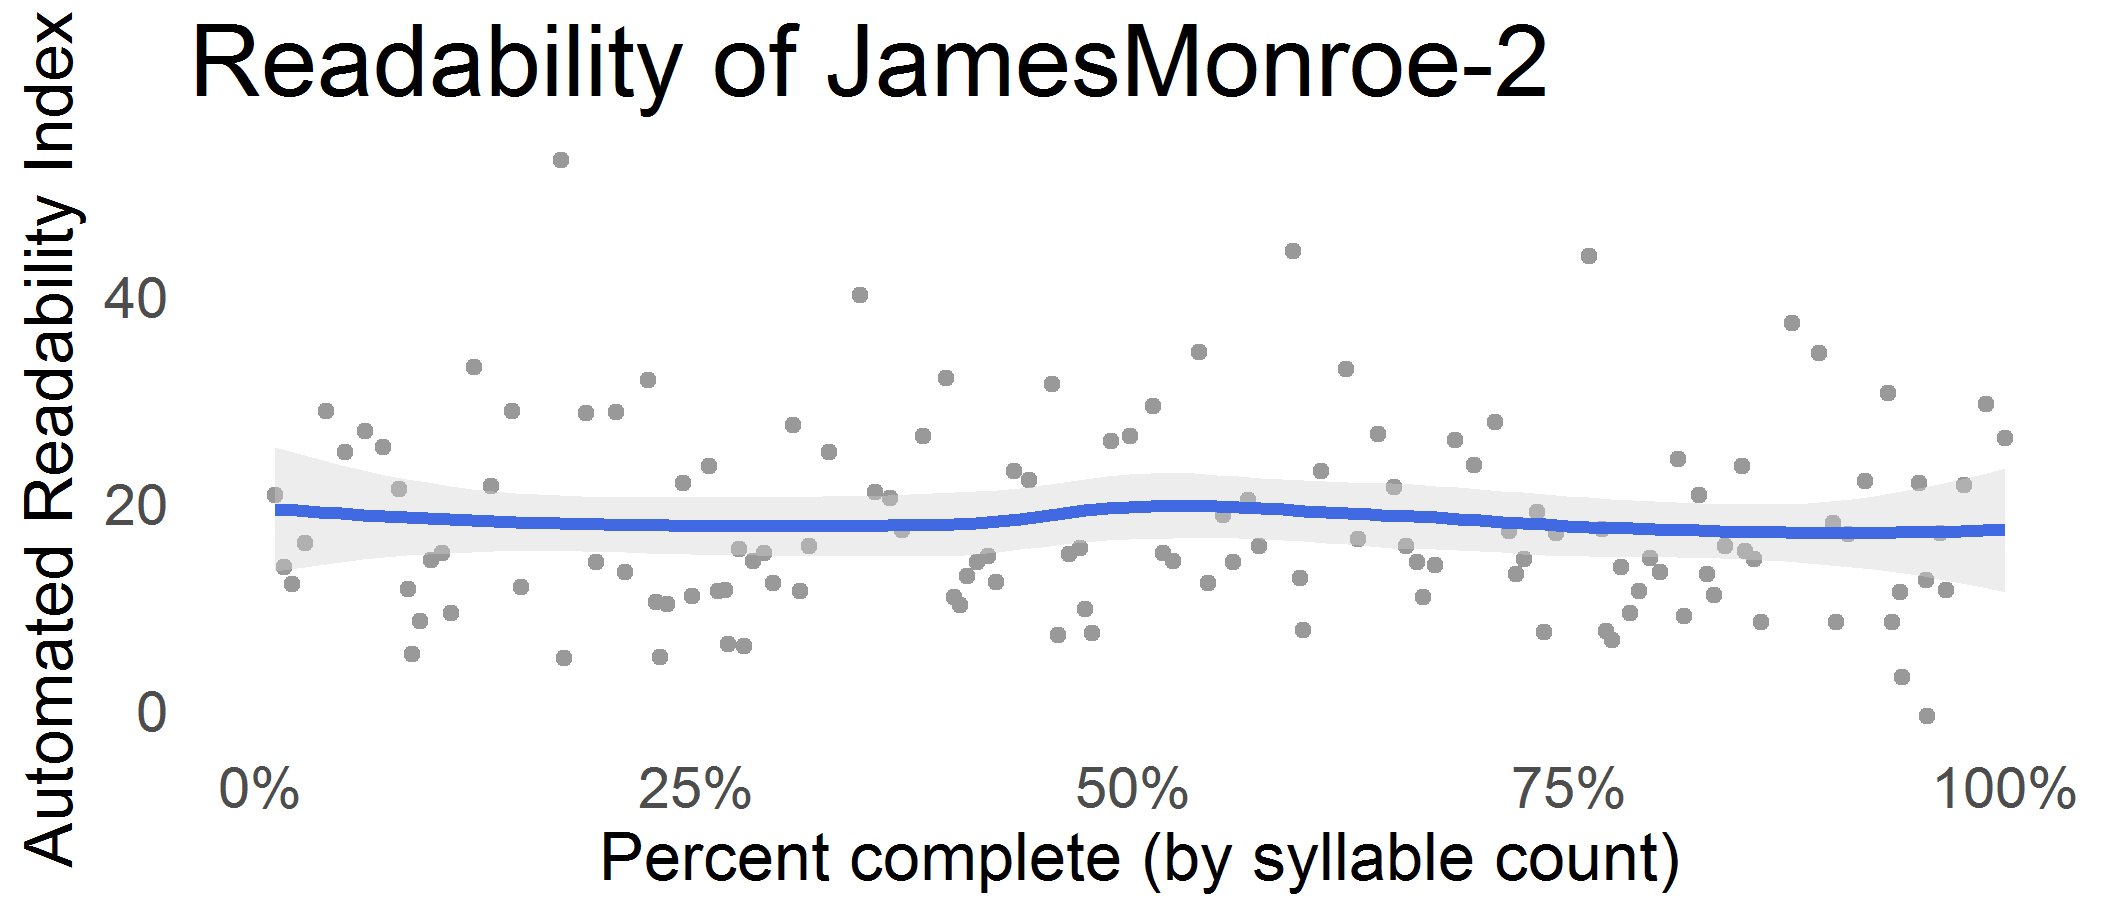 Readability of JamesMonroe-2
Automated Readability Index
40
20
0
0%
25%
50%
75%
100%
Percent complete (by syllable count)